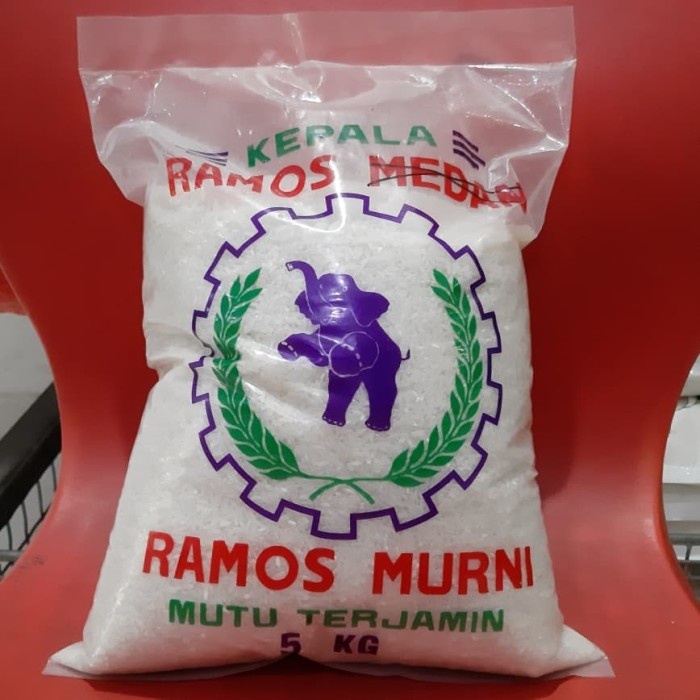 KEPALA
RAMOS MEDAN
RAMOS MURNI
MUTU TERJAMIN
5 KG